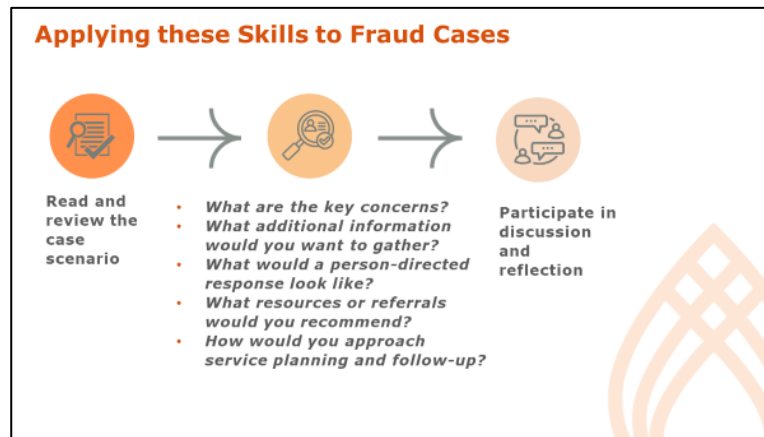 Applying these Skills to Fraud Cases
Read and
review the
case
scenario
• What are the key concerns?
• What additional information
would you want to gather?
• What would a person-directed
response look like?
• What resources or referrals
would you recommend?
• How would you approach
service planning and follow-up?
Participate in
discussion
and
reflection